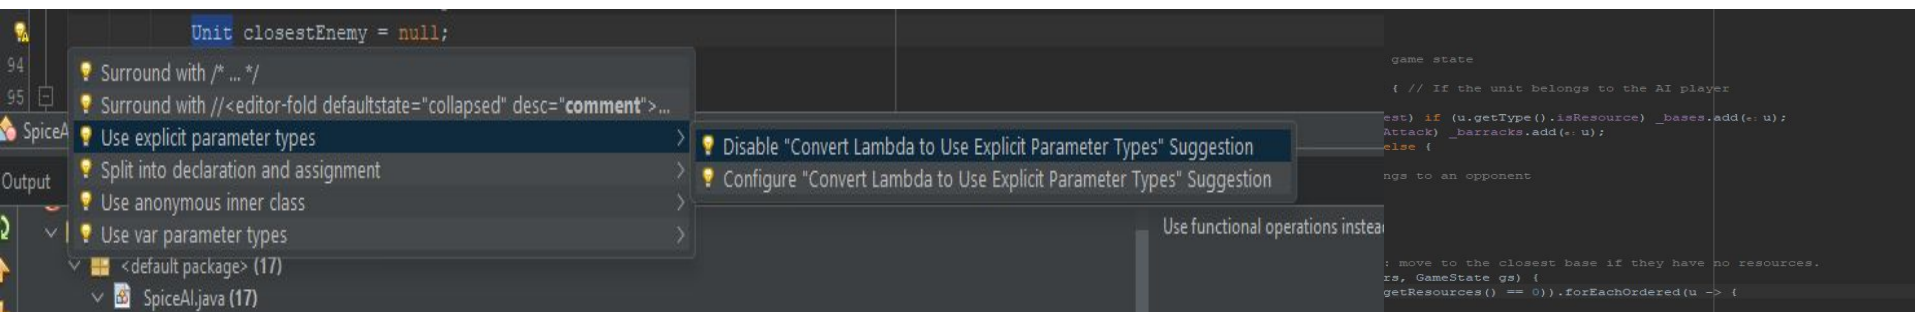 Unit closestEnemy = null;
94
95
Surround with /* ... */
Surround with //<editor-fold defaultstate="collapsed" desc="comment">...
Use explicit parameter types
Split into declaration and assignment
Use anonymous inner class
Use var parameter types
Disable "Convert Lambda to Use Explicit Parameter Types" Suggestion
Configure "Convert Lambda to Use Explicit Parameter Types" Suggestion
SpiceA
Output
<default package> (17)
SpiceAI.java (17)
Use functional operations instea
game state
{ // If the unit belongs to the AI player
est) if (u.getType().isResource) _bases.add(e: u);
Attack) _barracks.add(e: u);
else {
ngs to an opponent
: move to the closest base if they have no resources.
rs, GameState gs) {
getResources() == 0)).forEachOrdered(u -> {